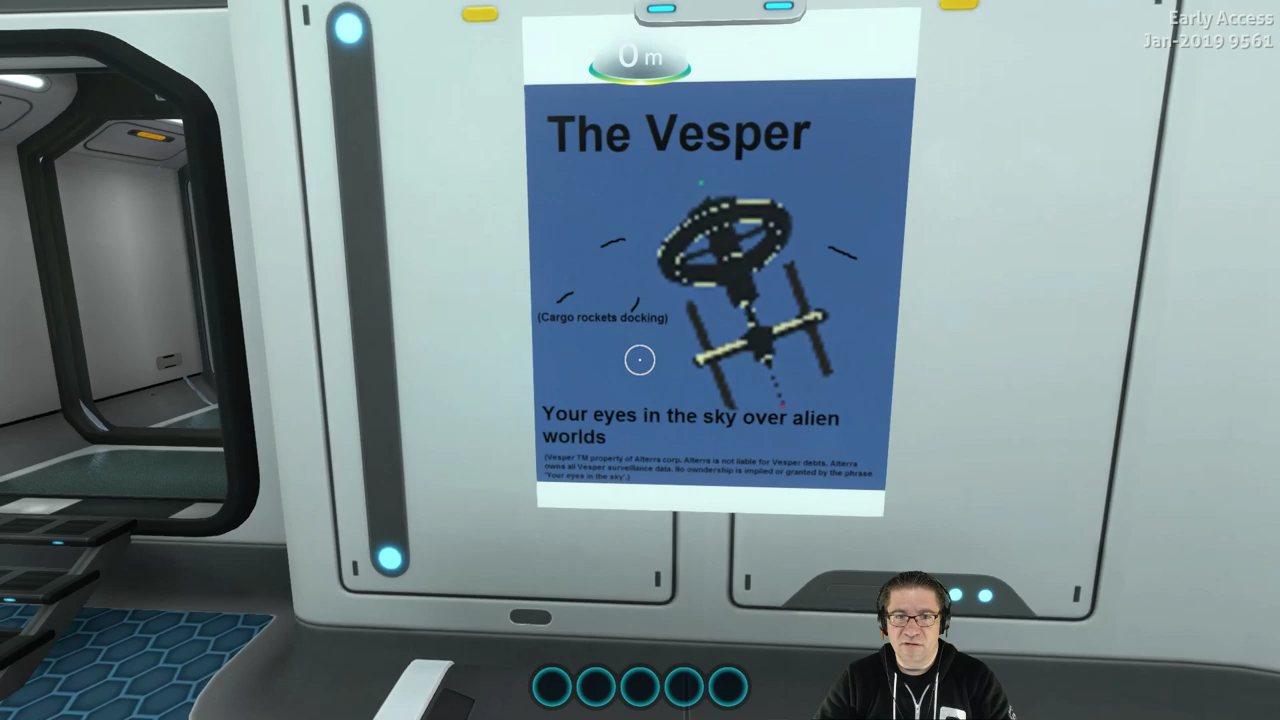 Early Access
Jan-2019 9561
0 m
The Vesper
(Cargo rockets docking)
Your eyes in the sky over alien
worlds
(Vesper TM property of Alterra corp. Alterra is not liable for Vesper debts. Alterra
owns all Vesper surveillance data. No owndership is implied or granted by the phrase
'Your eyes in the sky'.)